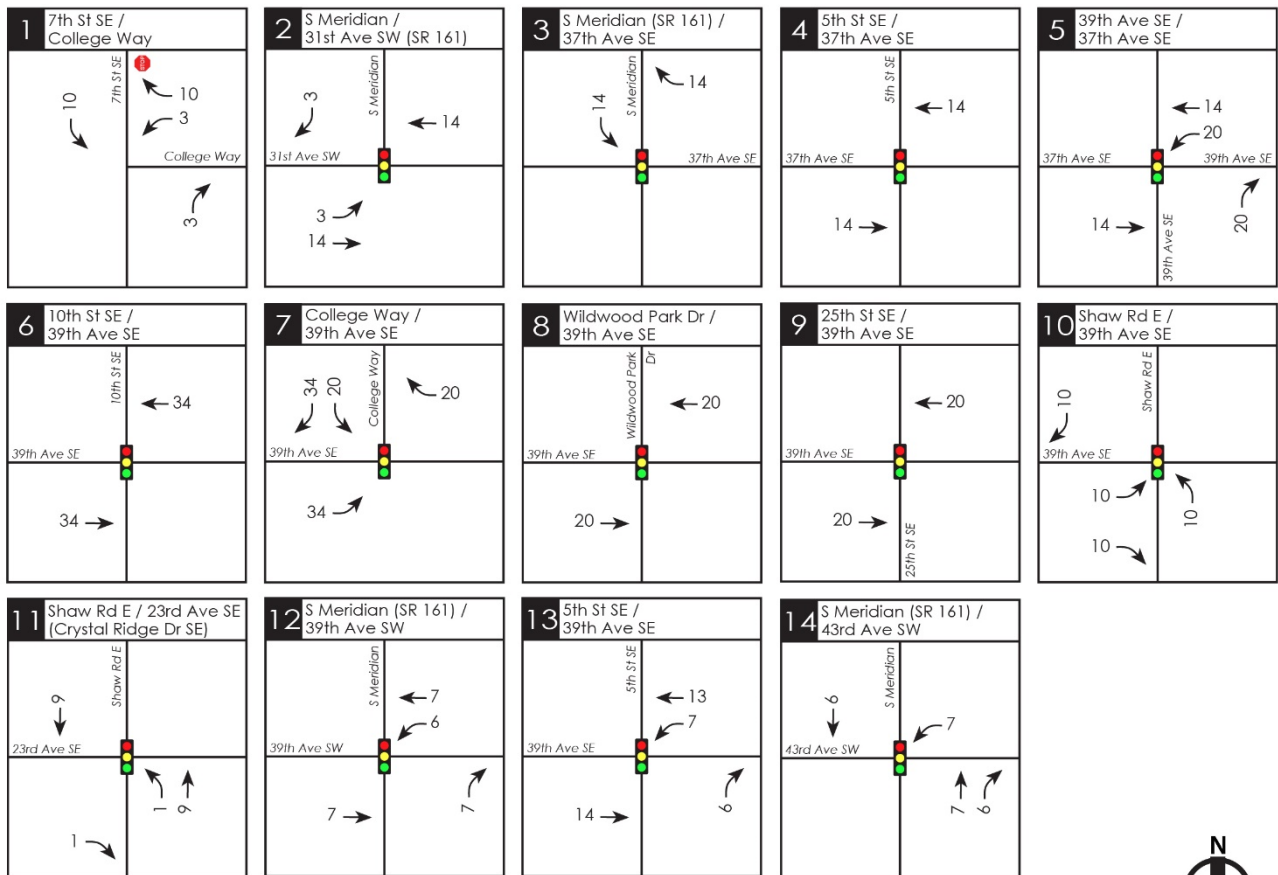 1
7th St SE /
College Way
7th St SE
STOP
10
10
3
College Way
3
2
S Meridian /
31st Ave SW (SR 161)
S Meridian
3
14
31st Ave SW
3
14
3
S Meridian (SR 161) /
37th Ave SE
S Meridian
14
14
37th Ave SE
4
5th St SE /
37th Ave SE
5th St SE
14
37th Ave SE
14
5
39th Ave SE /
37th Ave SE
14
20
37th Ave SE
39th Ave SE
14
20
39th Ave SE
6
10th St SE /
39th Ave SE
10th St SE
34
39th Ave SE
34
7
College Way /
39th Ave SE
College Way
34
20
20
39th Ave SE
34
8
Wildwood Park Dr /
39th Ave SE
Wildwood Park
Dr
20
39th Ave SE
20
9
25th St SE /
39th Ave SE
20
39th Ave SE
20
25th St SE
10
Shaw Rd E /
39th Ave SE
Shaw Rd E
10
39th Ave SE
10
10
10
11
Shaw Rd E / 23rd Ave SE
(Crystal Ridge Dr SE)
Shaw Rd E
9
23rd Ave SE
1
9
1
12
S Meridian (SR 161) /
39th Ave SW
S Meridian
7
6
39th Ave SW
7
7
13
5th St SE /
39th Ave SE
5th St SE
13
7
39th Ave SE
14
6
14
S Meridian (SR 161) /
43rd Ave SW
S Meridian
6
7
43rd Ave SW
7
6
N